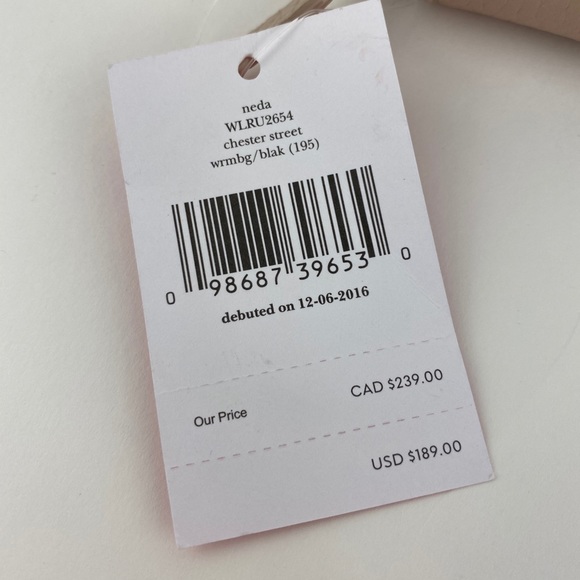 neda
WLRU2654
chester street
wrmbg/blak (195)
0 98687 39653 0
debuted on 12-06-2016
Our Price CAD $239.00
USD $189.00